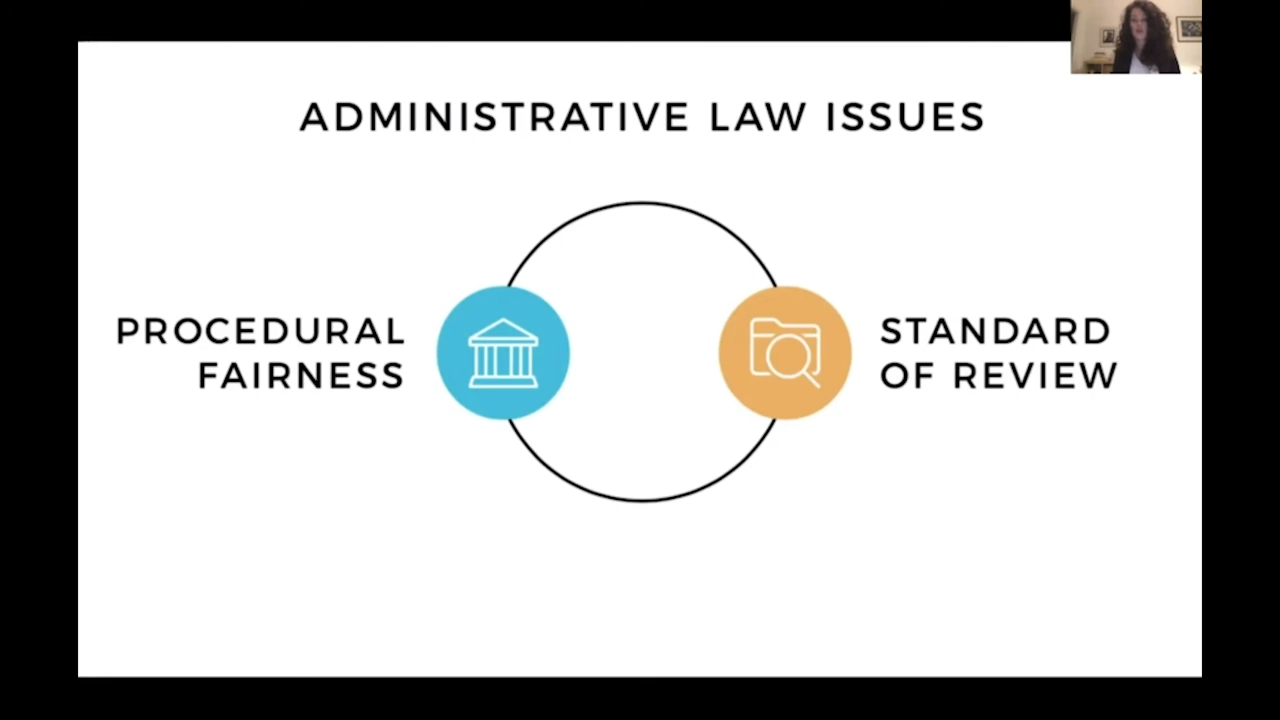 ADMINISTRATIVE LAW ISSUES
PROCEDURAL
FAIRNESS
STANDARD
OF REVIEW